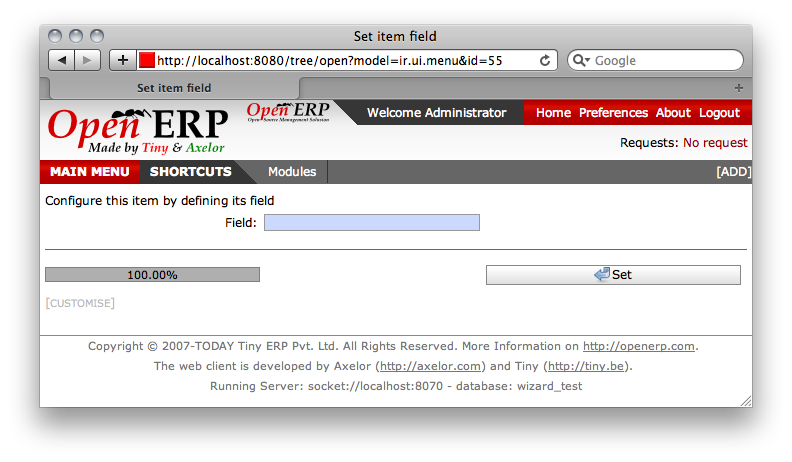 Set item field
http://localhost:8080/tree/open?model=ir.ui.menu&id=55
Google
Set item field
Open ERP
Made by Tiny & Axelor
Open ERP
Open Source Management Solution
Welcome Administrator
Home Preferences About Logout
Requests: No request
MAIN MENU SHORTCUTS Modules [ADD]
Configure this item by defining its field
Field:
100.00%
Set
[CUSTOMISE]
Copyright © 2007-TODAY Tiny ERP Pvt. Ltd. All Rights Reserved. More Information on http://openerp.com.
The web client is developed by Axelor (http://axelor.com) and Tiny (http://tiny.be).
Running Server: socket://localhost:8070 - database: wizard_test